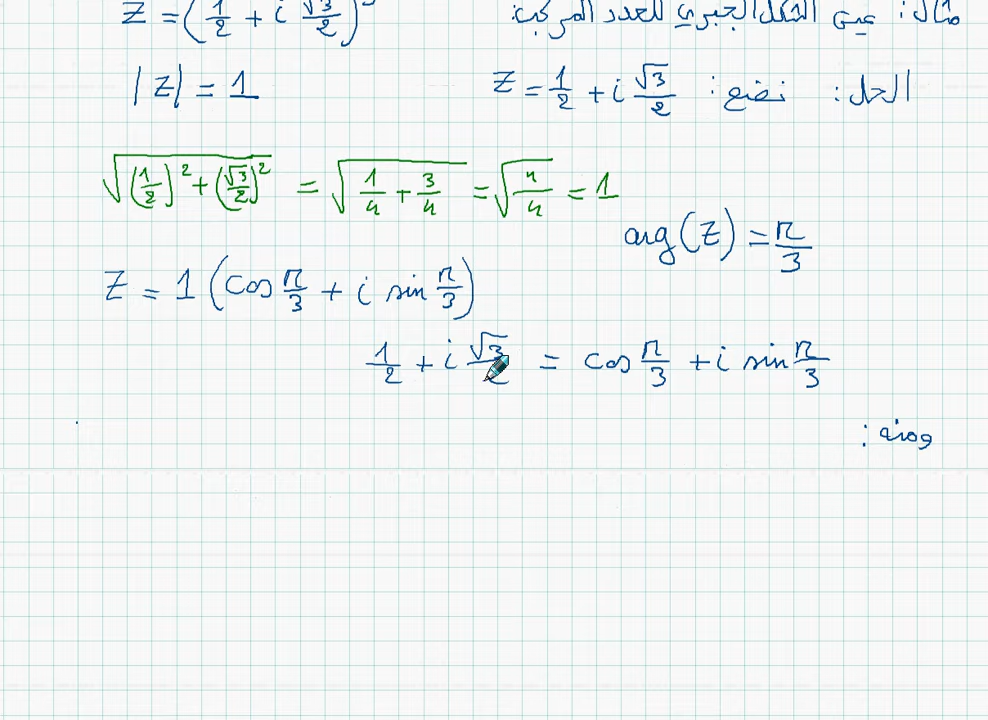 مثال: عين الشكل الجبري للعدد المركب: Z = (1/2 + i √3/2)
الحل: نضع: Z = 1/2 + i √3/2
|Z| = 1
√((1/2)² + (√3/2)²) = √(1/4 + 3/4) = √(4/4) = 1
arg(Z) = π/3
Z = 1 (cos π/3 + i sin π/3)
1/2 + i √3/2 = cos π/3 + i sin π/3
ومنه: